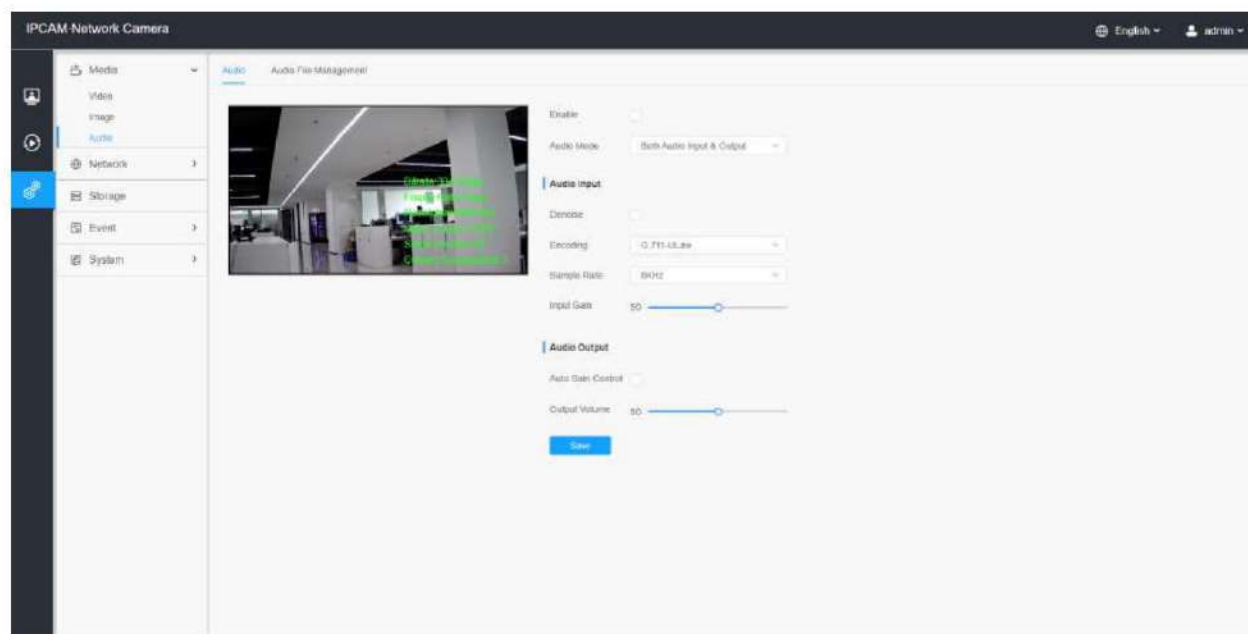 IPCAM-Network Camera
English
admin
Media
Video
Image
Audio
Network
Storage
Event
System
Audio Audio File Management
Enable
Audio Mode Both Audio Input & Output
Audio Input
Denoise
Encoding G.711-ULaw
Sample Rate 8KHz
Input Gain 50
Audio Output
Auto Gain Control
Output Volume 50
Save